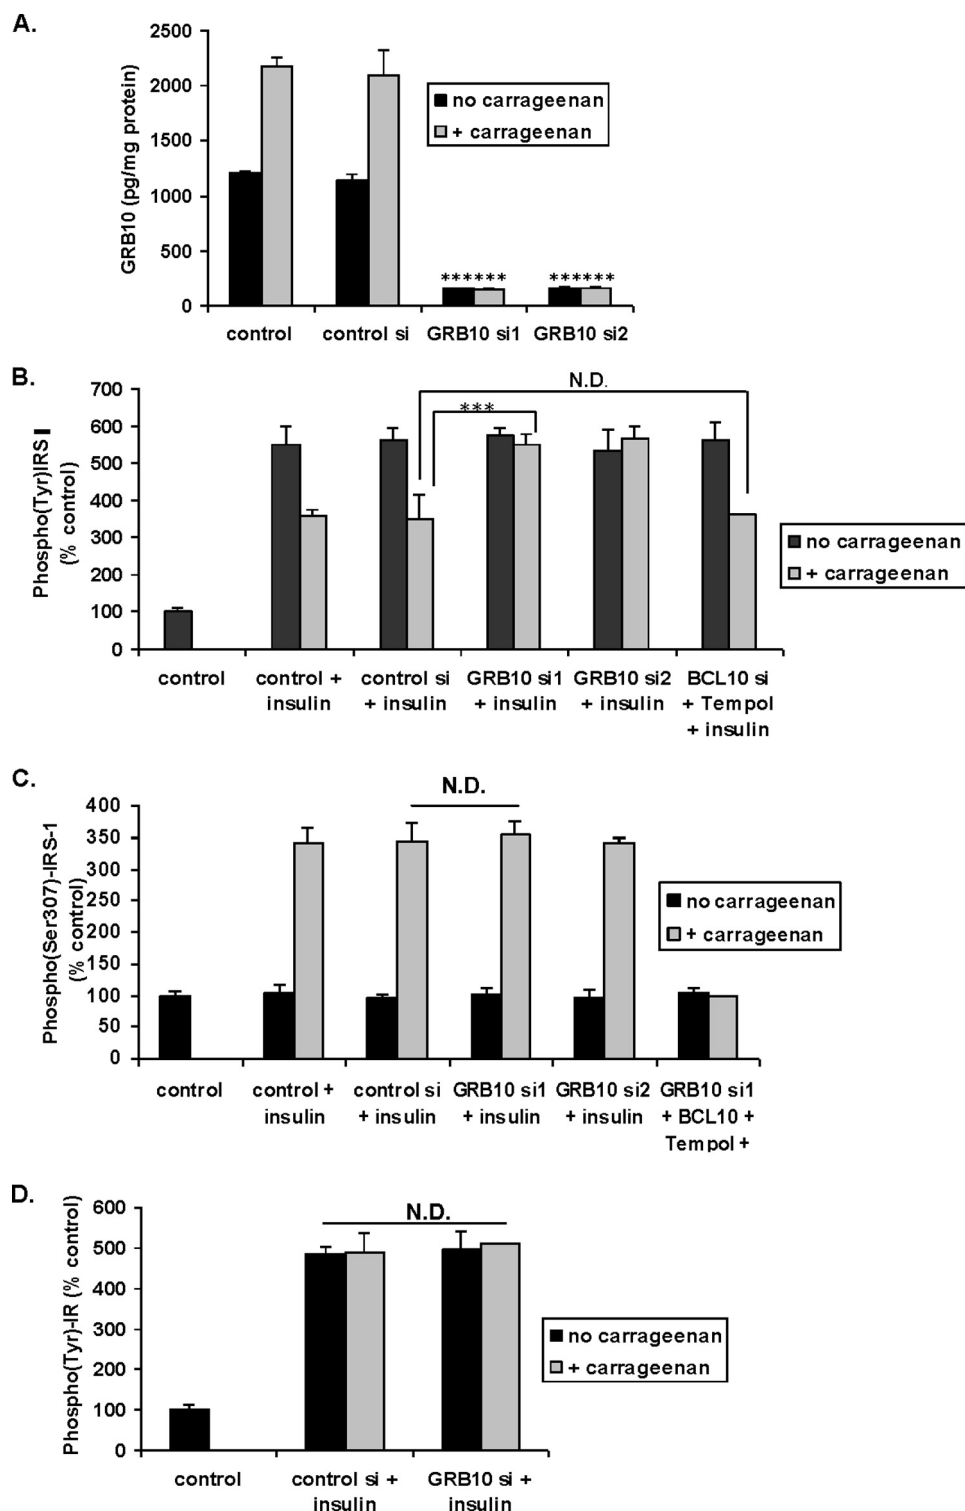 A.
GRB10 (pg/mg protein)
2500
2000
1500
1000
500
0
no carrageenan
+ carrageenan
******
******
control
control si
GRB10 si1
GRB10 si2
B.
Phospho(Tyr)IRS
(% control)
700
600
500
400
300
200
100
0
N.D.
***
no carrageenan
+ carrageenan
control
control +
insulin
control si
+ insulin
GRB10 si1
+ insulin
GRB10 si2
+ insulin
BCL10 si
+ Tempol
+ insulin
C.
Phospho(Ser307)-IRS-1
(% control)
400
350
300
250
200
150
100
50
0
N.D.
no carrageenan
+ carrageenan
control
control +
insulin
control si
+ insulin
GRB10 si1
+ insulin
GRB10 si2
+ insulin
GRB10 si1
+ BCL10 +
Tempol +
D.
Phospho(Tyr)-IR (% control)
600
500
400
300
200
100
0
N.D.
no carrageenan
+ carrageenan
control
control si +
insulin
GRB10 si +
insulin